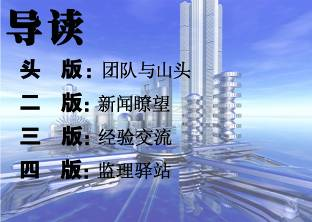 导读
头 版：团队与山头
二 版：新闻瞭望
三 版：经验交流
四 版：监理驿站